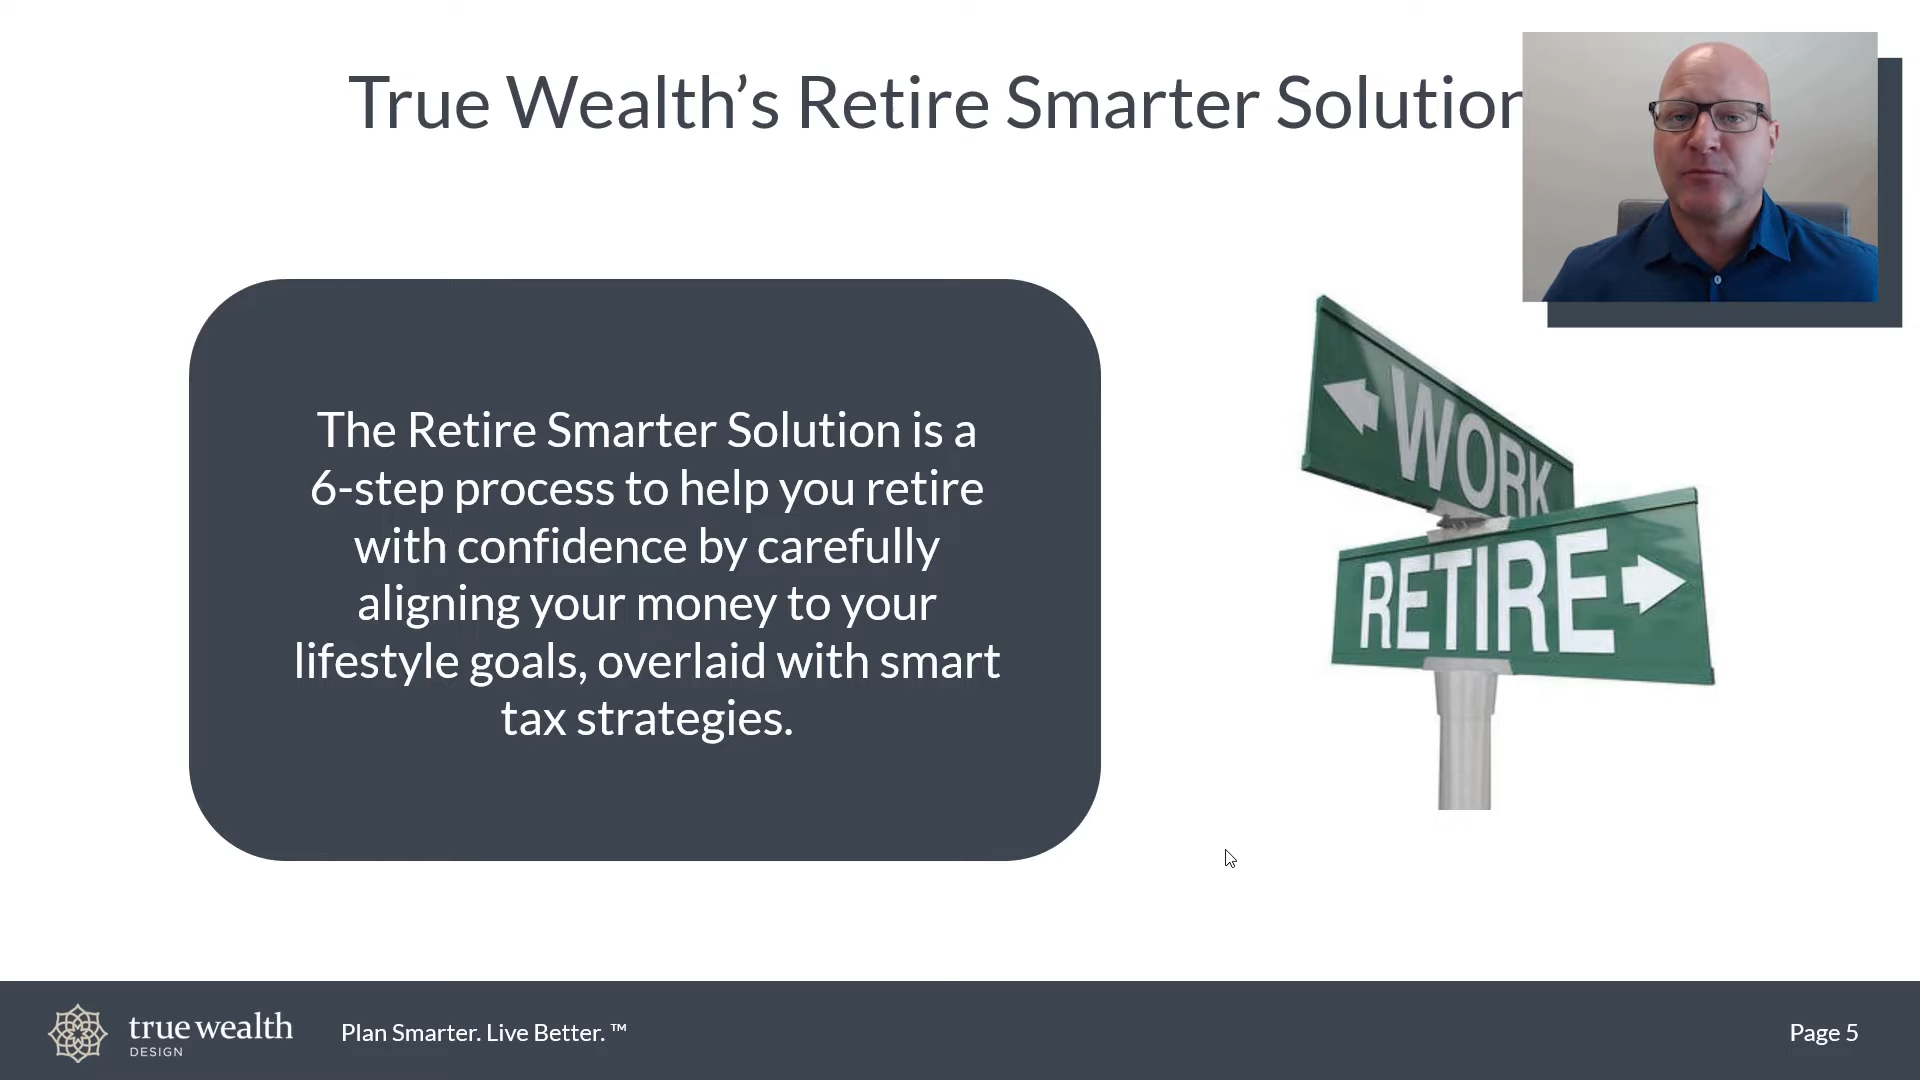 True Wealth’s Retire Smarter Solution
The Retire Smarter Solution is a
6-step process to help you retire
with confidence by carefully
aligning your money to your
lifestyle goals, overlaid with smart
tax strategies.
WORK
RETIRE
true wealth
DESIGN
Plan Smarter. Live Better. ™
Page 5